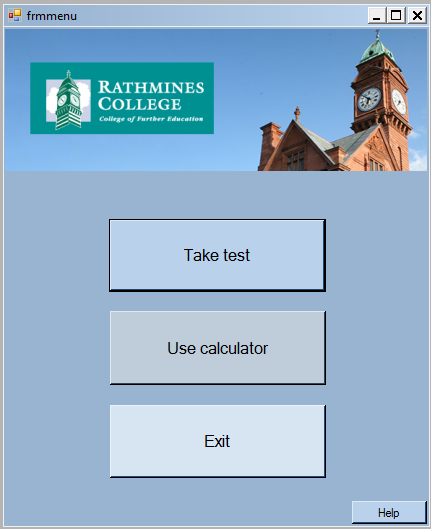 frmmenu
RATHMINES
COLLEGE
College of Further Education
Take test
Use calculator
Exit
Help